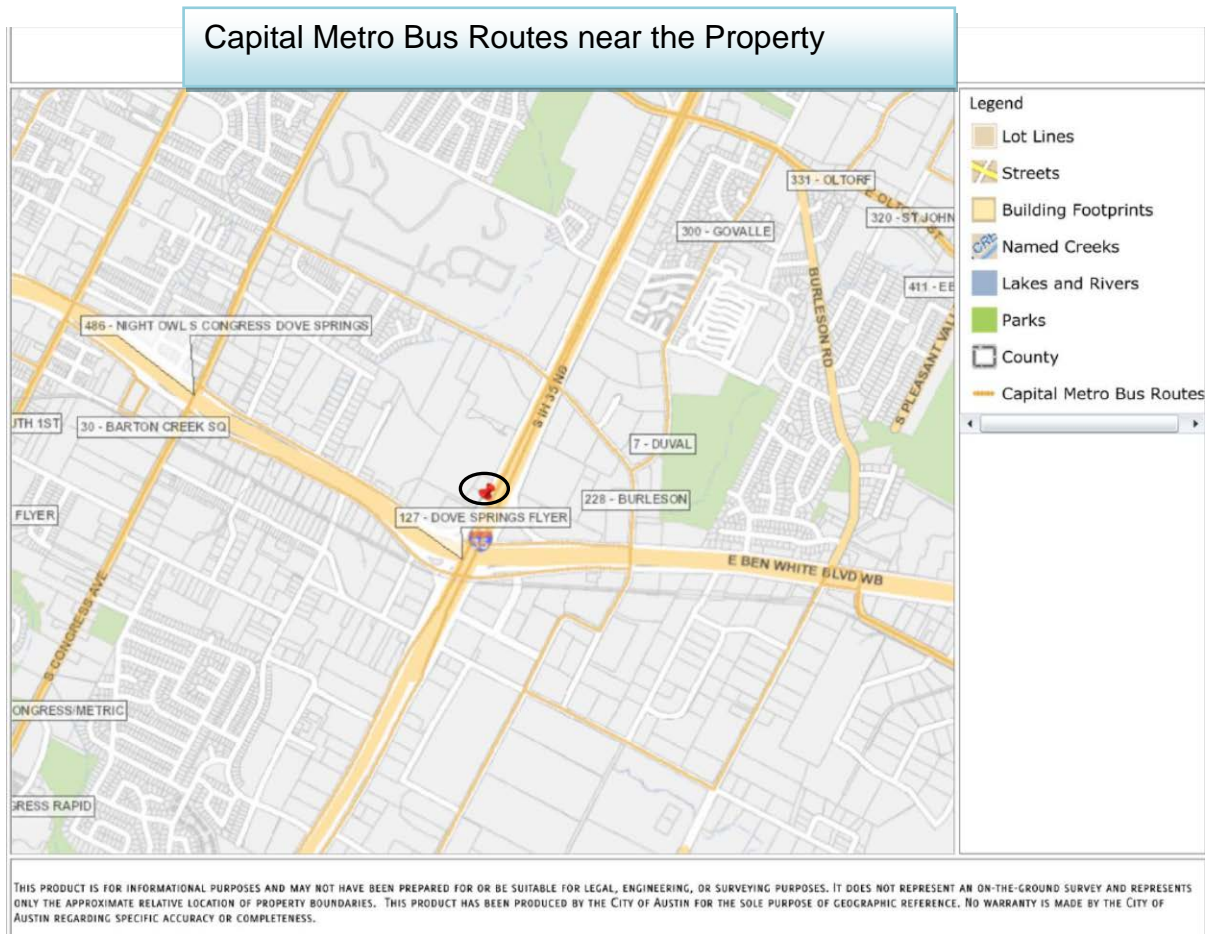 Capital Metro Bus Routes near the Property
Legend
Lot Lines
Streets
Building Footprints
CRE
Named Creeks
Lakes and Rivers
Parks
County
Capital Metro Bus Routes
331 - OLTORF
E OLTORF ST
320 - ST JOHN
300 - GOVALLE
411 - EE
BURLESON RD
S PLEASANT VAL
486 - NIGHT OWL S CONGRESS DOVE SPRINGS
S IH 35 NB
UTH 1ST
30 - BARTON CREEK SQ
7 - DUVAL
228 - BURLESON
FLYER
127 - DOVE SPRINGS FLYER
35
E BEN WHITE BLVD WB
S CONGRESS AVE
ONGRESS/METRIC
GRESS RAPID
THIS PRODUCT IS FOR INFORMATIONAL PURPOSES AND MAY NOT HAVE BEEN PREPARED FOR OR BE SUITABLE FOR LEGAL, ENGINEERING, OR SURVEYING PURPOSES. IT DOES NOT REPRESENT AN ON-THE-GROUND SURVEY AND REPRESENTS
ONLY THE APPROXIMATE RELATIVE LOCATION OF PROPERTY BOUNDARIES. THIS PRODUCT HAS BEEN PRODUCED BY THE CITY OF AUSTIN FOR THE SOLE PURPOSE OF GEOGRAPHIC REFERENCE. NO WARRANTY IS MADE BY THE CITY OF
AUSTIN REGARDING SPECIFIC ACCURACY OR COMPLETENESS.